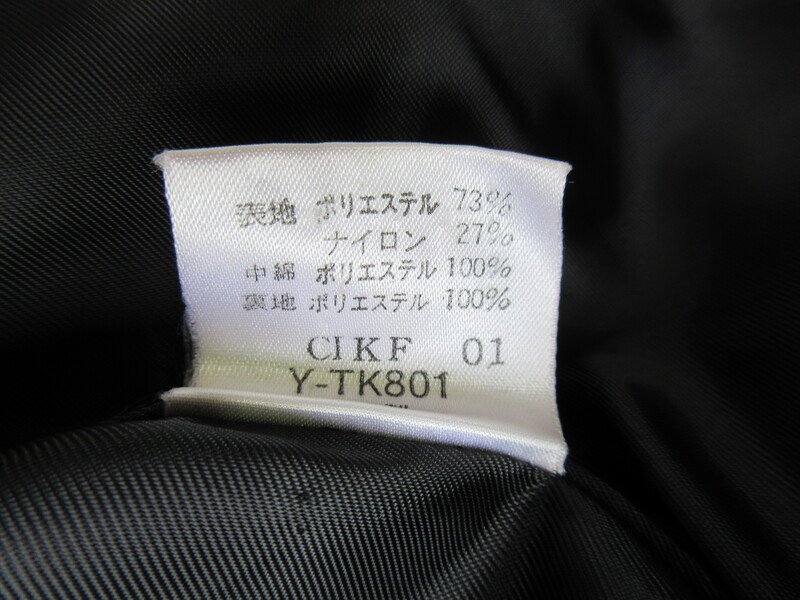 表地 ポリエステル 73%
ナイロン 27%
中綿 ポリエステル 100%
裏地 ポリエステル 100%
CIKF 01
Y-TK801